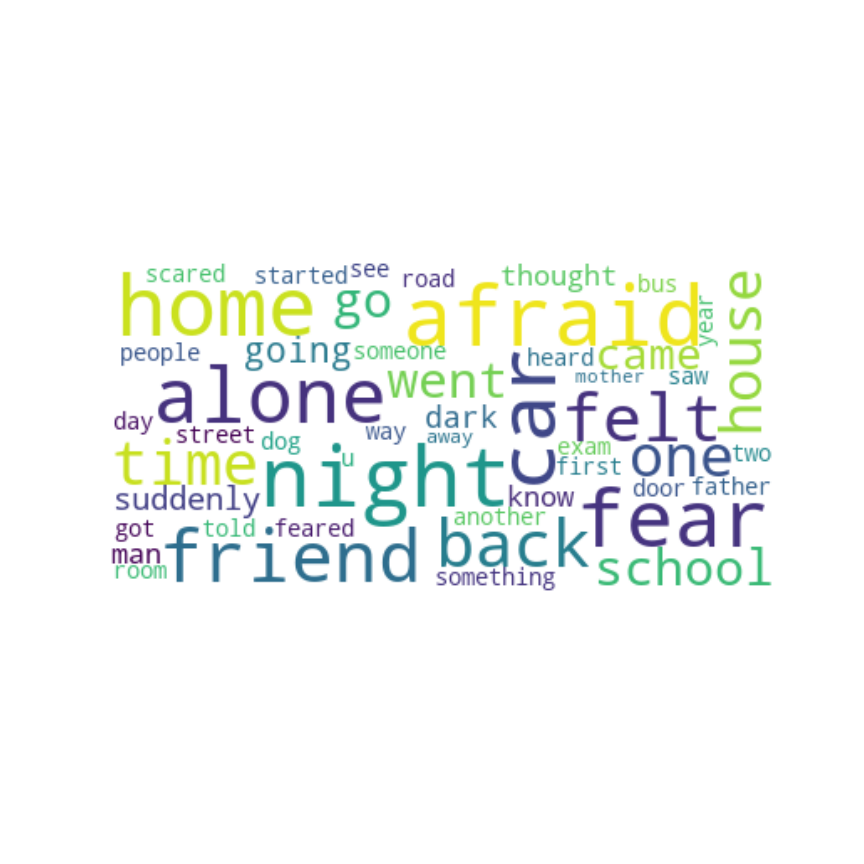 scared started see road thought bus
home go afraid year house
people going someone heard came
alone went car mother saw
day street dog way dark away felt
time u night exam first one two
suddenly know door father
got told feared another fear
man friend back
room something school